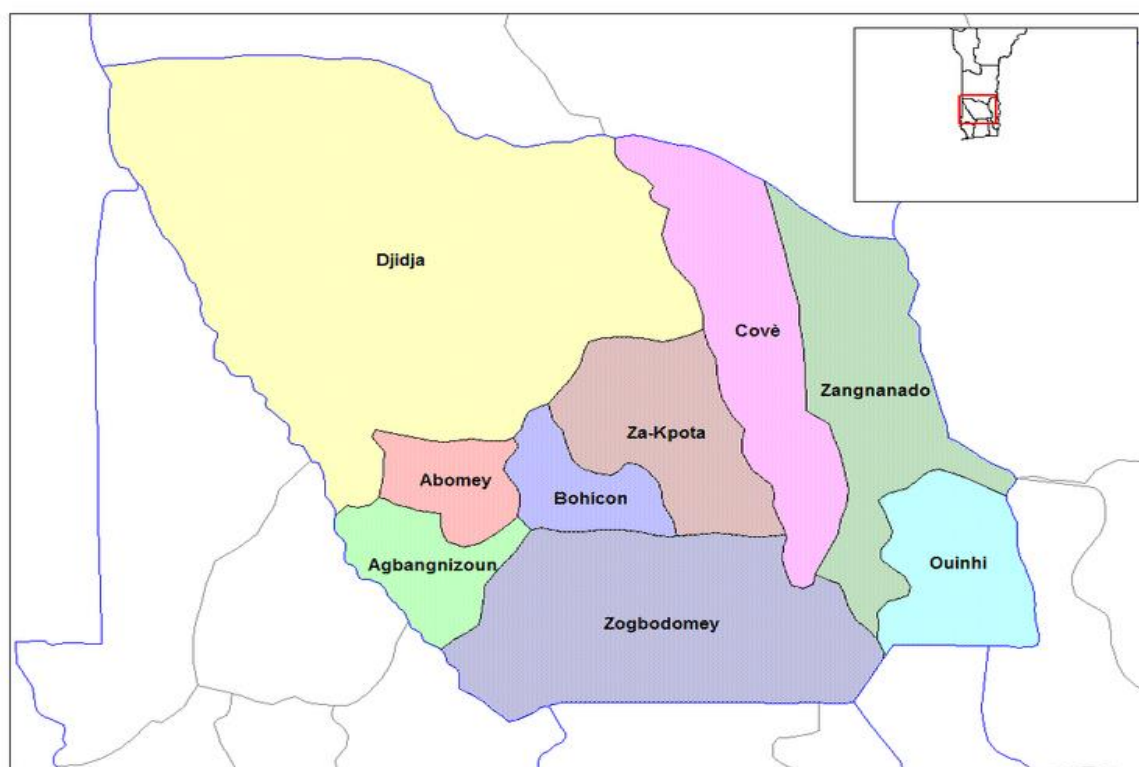 Djidja
Covè
Zangnanado
Za-Kpota
Abomey
Bohicon
Agbangnizoun
Ouinhi
Zogbodomey